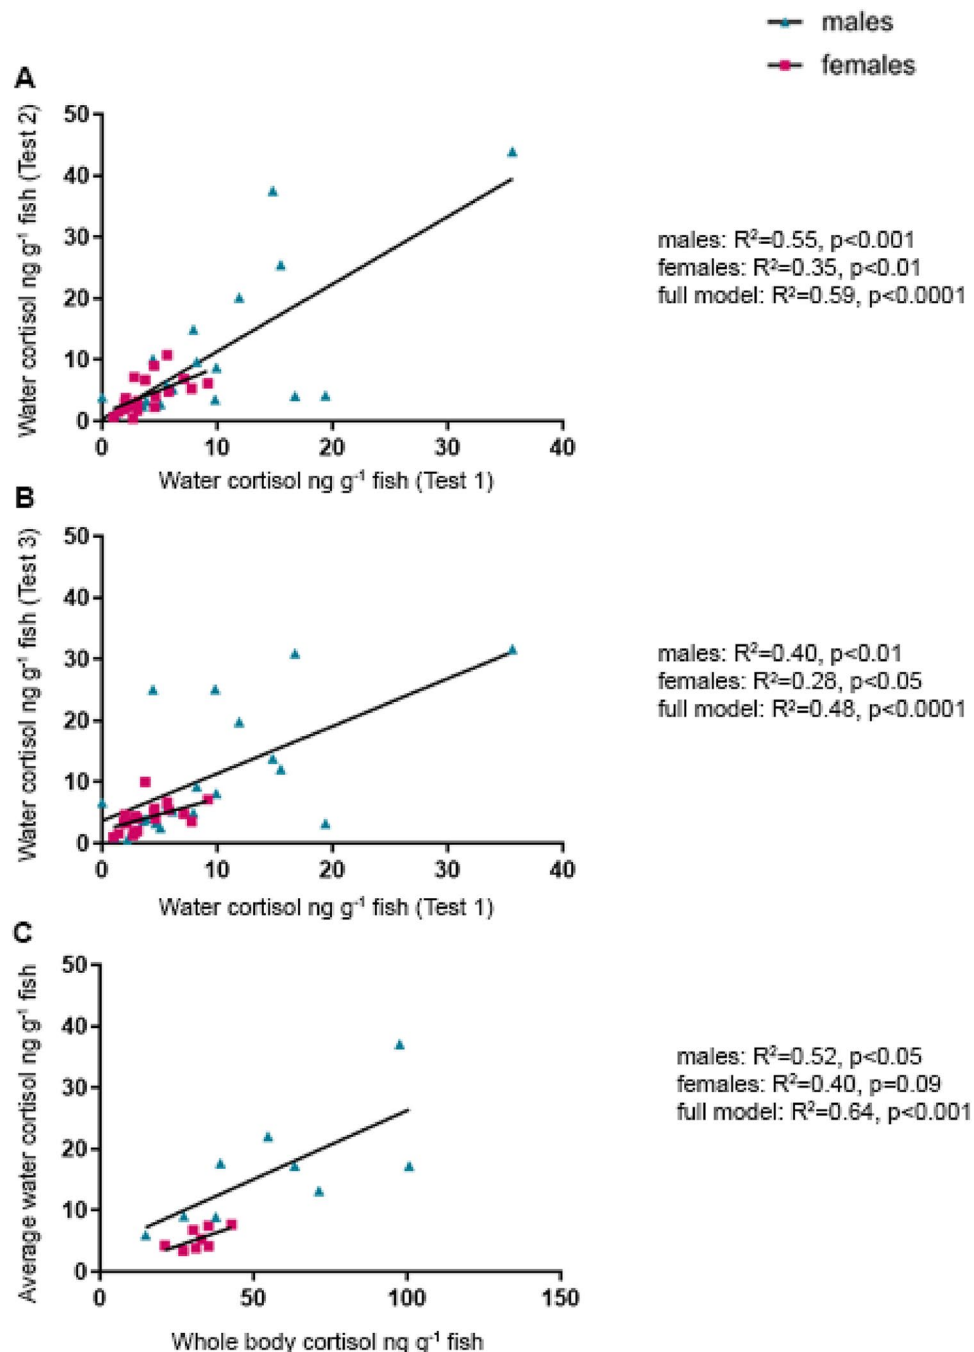 males
females
A
50
40
30
20
10
0
0 10 20 30 40
Water cortisol ng g⁻¹ fish (Test 2)
Water cortisol ng g⁻¹ fish (Test 1)
males: R²=0.55, p<0.001
females: R²=0.35, p<0.01
full model: R²=0.59, p<0.0001
B
50
40
30
20
10
0
0 10 20 30 40
Water cortisol ng g⁻¹ fish (Test 3)
Water cortisol ng g⁻¹ fish (Test 1)
males: R²=0.40, p<0.01
females: R²=0.28, p<0.05
full model: R²=0.48, p<0.0001
C
50
40
30
20
10
0
0 50 100 150
Average water cortisol ng g⁻¹ fish
Whole body cortisol ng g⁻¹ fish
males: R²=0.52, p<0.05
females: R²=0.40, p=0.09
full model: R²=0.64, p<0.001